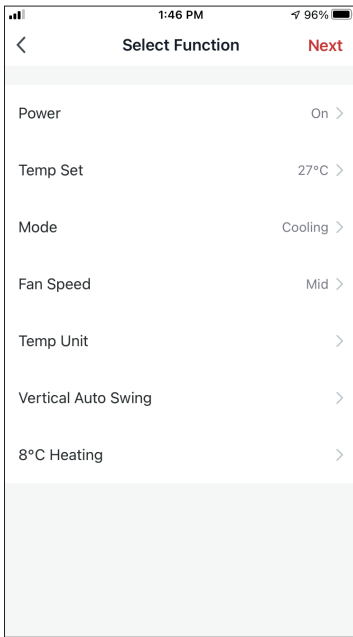 1:46 PM 96%
Select Function Next
Power On
Temp Set 27°C
Mode Cooling
Fan Speed Mid
Temp Unit
Vertical Auto Swing
8°C Heating